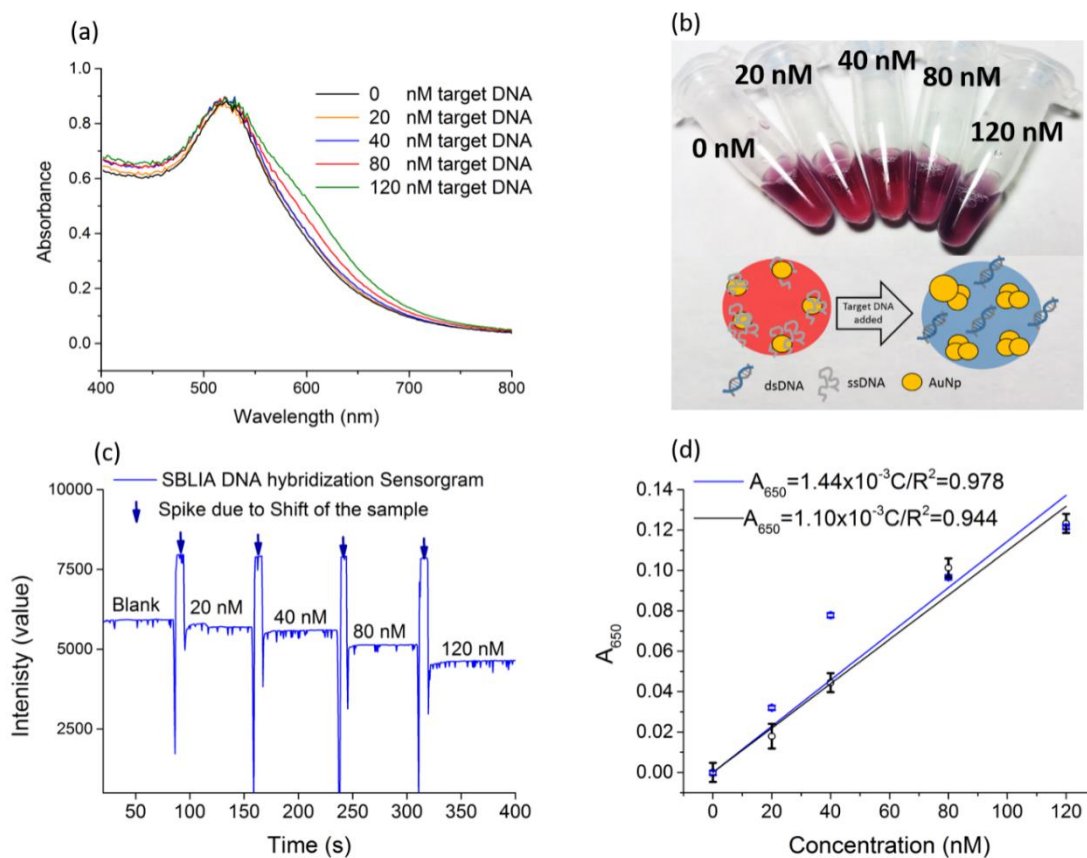 (a)
1.0
0.8
0.6
0.4
0.2
0.0
Absorbance
400 500 600 700 800
Wavelength (nm)
0 nM target DNA
20 nM target DNA
40 nM target DNA
80 nM target DNA
120 nM target DNA
(b)
0 nM
20 nM
40 nM
80 nM
120 nM
Target DNA
added
dsDNA ssDNA AuNp
(c)
SBLIA DNA hybridization Sensorgram
Spike due to Shift of the sample
10000
7500
5000
2500
Intenisty (value)
Blank
20 nM
40 nM
80 nM
120 nM
50 100 150 200 250 300 350 400
Time (s)
(d)
A650=1.44x10-3C/R2=0.978
A650=1.10x10-3C/R2=0.944
0.14
0.12
0.10
0.08
0.06
0.04
0.02
0.00
A650
0 20 40 60 80 100 120
Concentration (nM)